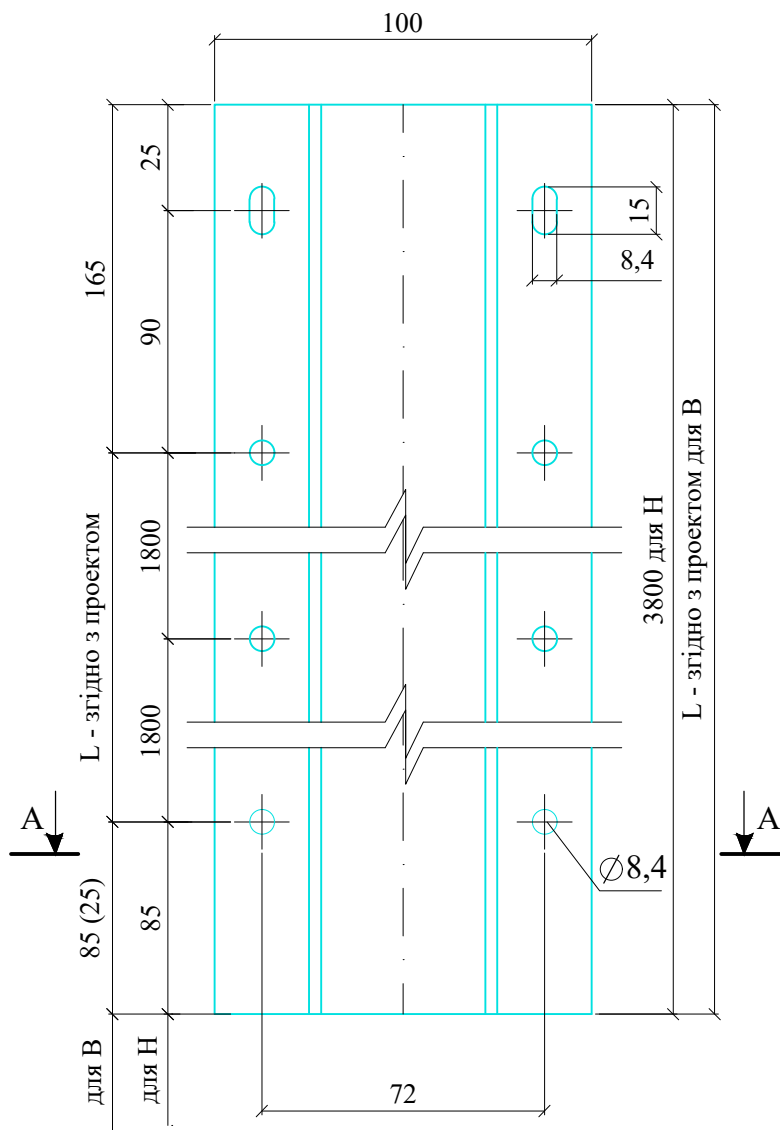 100
25
165
90
15
8,4
L - згідно з проектом
1800
1800
3800 для Н
L - згідно з проектом для В
А
А
Ø8,4
85 (25)
85
для В
для Н
72